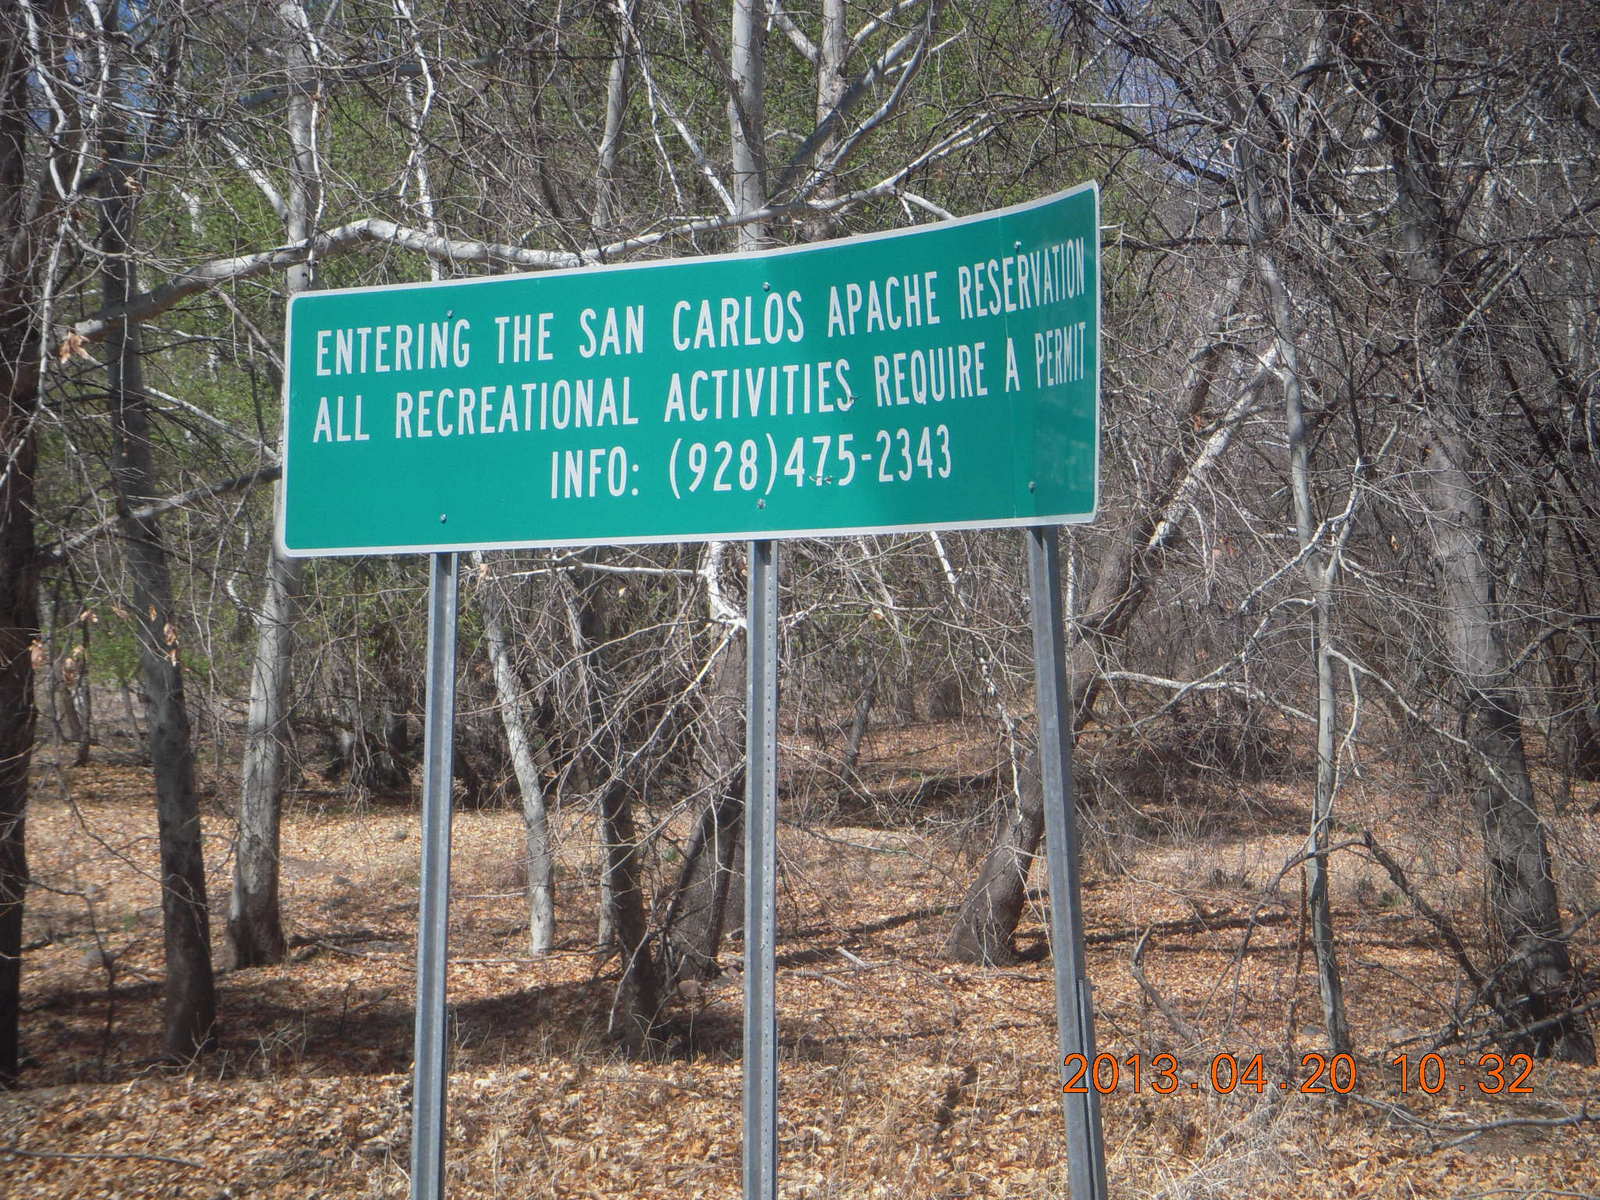 ENTERING THE SAN CARLOS APACHE RESERVATION
ALL RECREATIONAL ACTIVITIES REQUIRE A PERMIT
INFO: (928)475-2343
2013.04.20 10:32